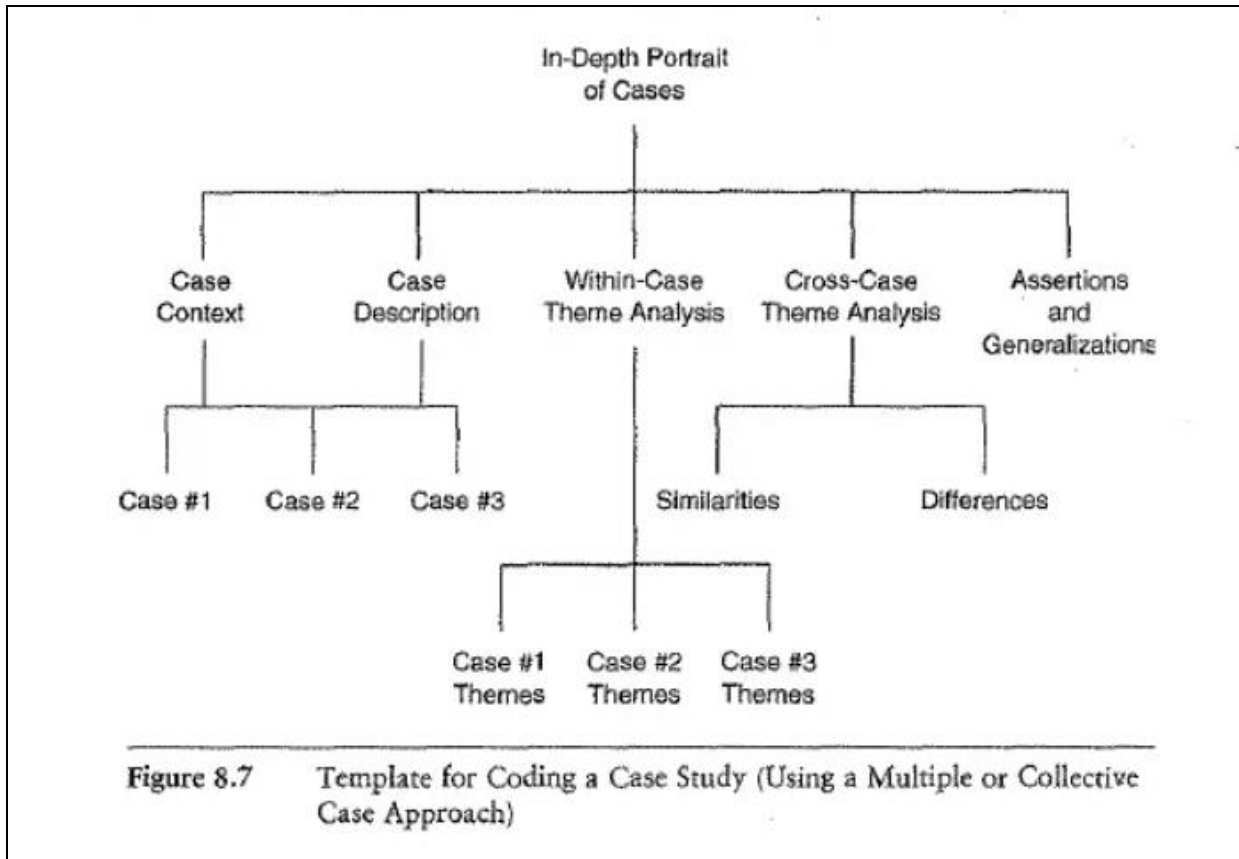 In-Depth Portrait
of Cases
Case
Context
Case
Description
Within-Case
Theme Analysis
Cross-Case
Theme Analysis
Assertions
and
Generalizations
Case #1
Case #2
Case #3
Similarities
Differences
Case #1
Themes
Case #2
Themes
Case #3
Themes
Figure 8.7 Template for Coding a Case Study (Using a Multiple or Collective
Case Approach)